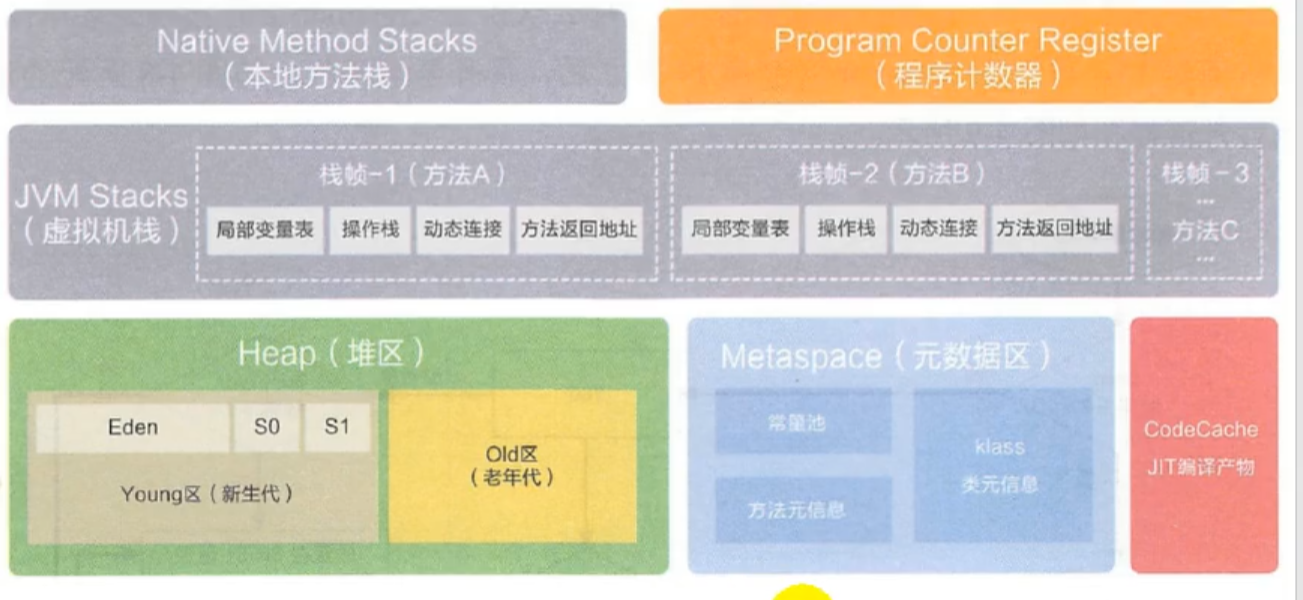 Native Method Stacks
（本地方法栈）
Program Counter Register
（程序计数器）
JVM Stacks
（虚拟机栈）
栈帧-1（方法A）
局部变量表
操作栈
动态连接
方法返回地址
栈帧-2（方法B）
局部变量表
操作栈
动态连接
方法返回地址
栈帧-3
...
方法C
...
Heap（堆区）
Eden
S0
S1
Young区（新生代）
Old区
（老年代）
Metaspace（元数据区）
常量池
方法元信息
klass
类元信息
CodeCache
JIT编译产物